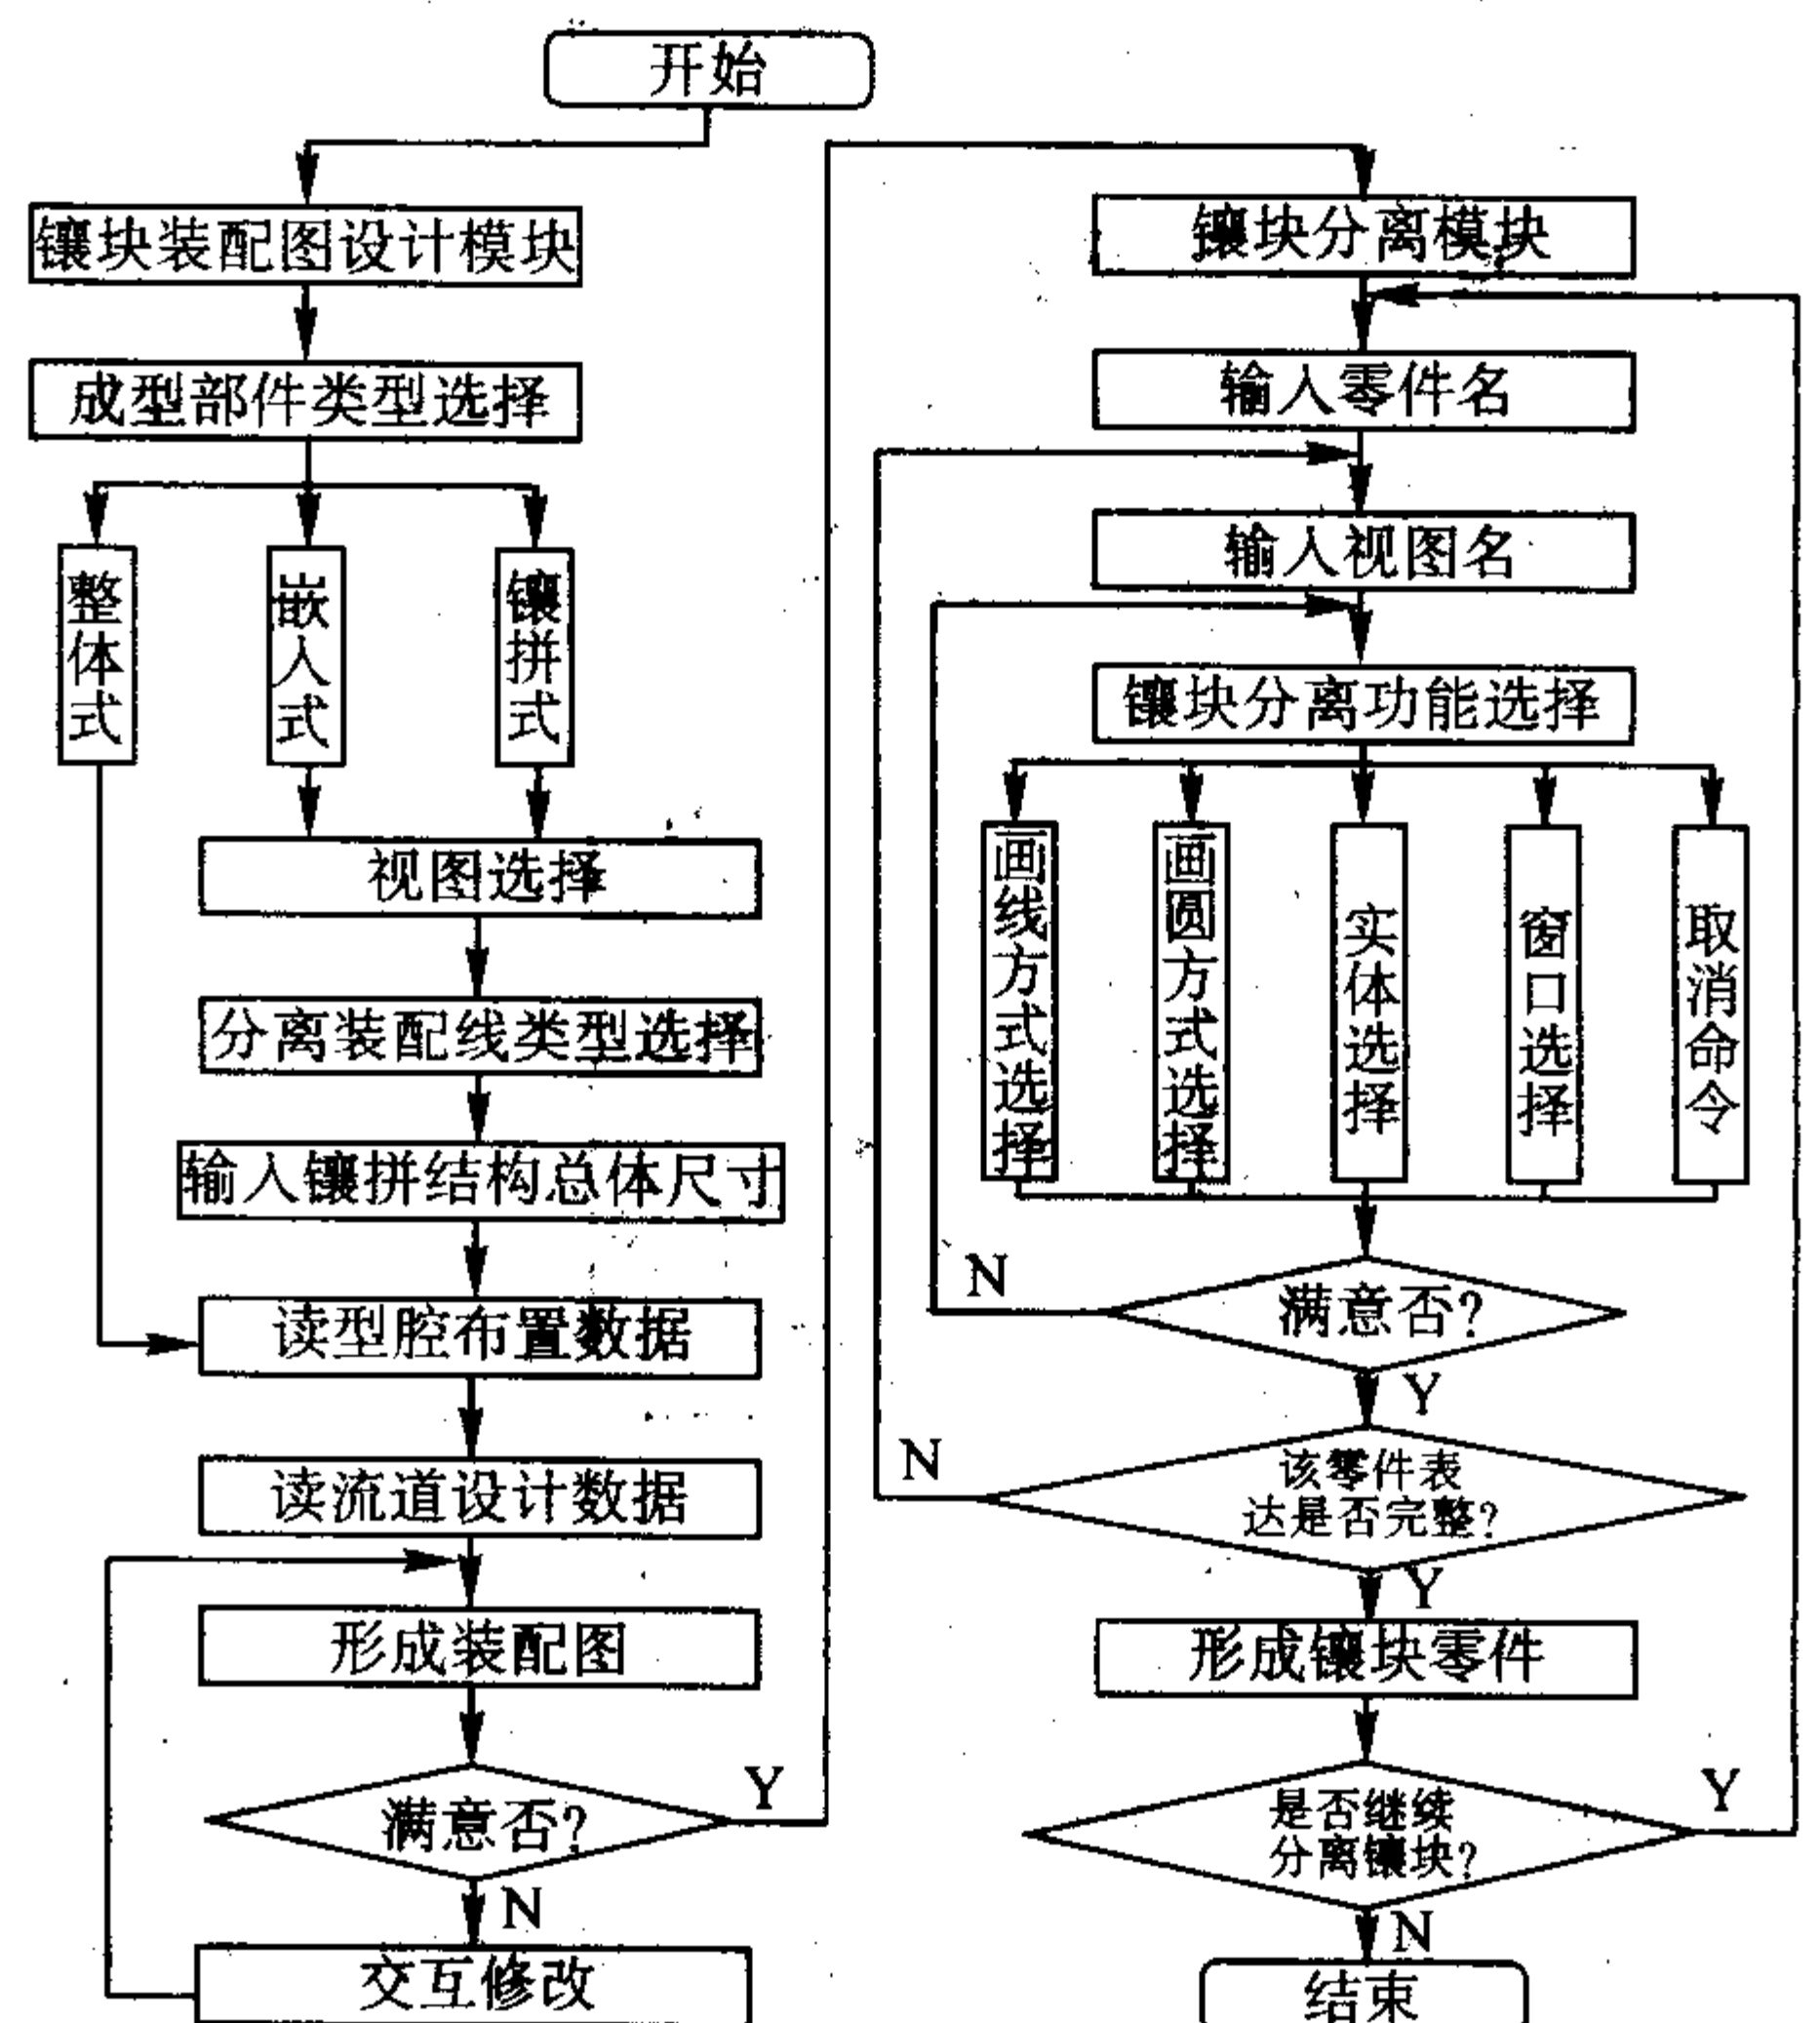 开始
镶块装配图设计模块
成型部件类型选择
整体式
嵌入式
镶拼式
视图选择
分离装配线类型选择
输入镶拼结构总体尺寸
读型腔布置数据
读流道设计数据
形成装配图
满意否?
Y
N
交互修改
镶块分离模块
输入零件名
输入视图名
镶块分离功能选择
画线方式选择
画圆方式选择
实体选择
窗口选择
取消命令
满意否?
N
Y
该零件表
达是否完整?
N
Y
形成镶块零件
是否继续
分离镶块?
Y
N
结束